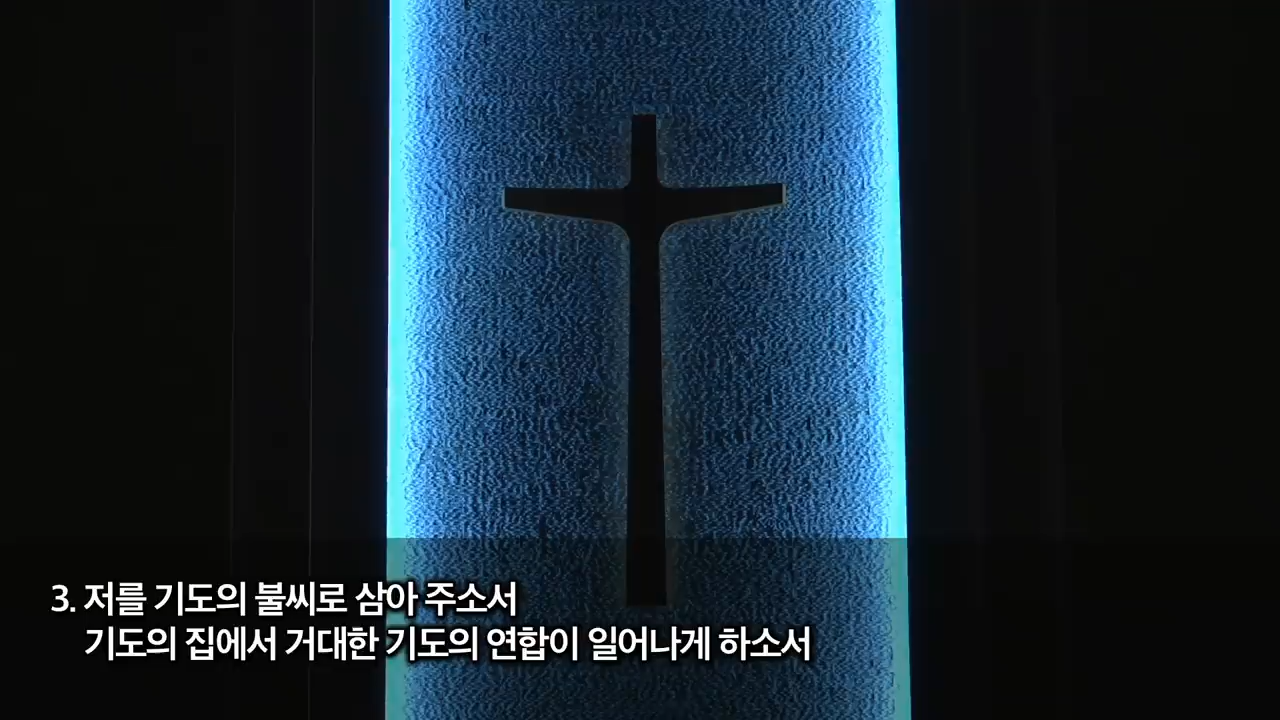 3. 저를 기도의 불씨로 삼아 주소서
기도의 집에서 거대한 기도의 연합이 일어나게 하소서